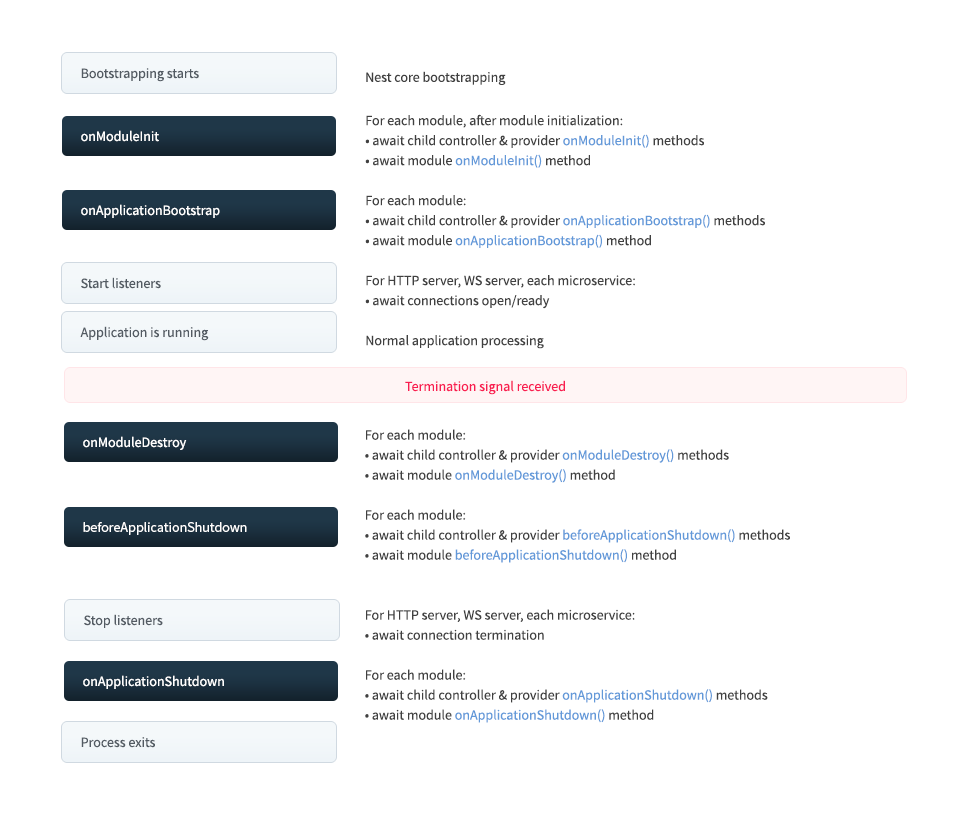 Bootstrapping starts
Nest core bootstrapping
onModuleInit
For each module, after module initialization:
• await child controller & provider onModuleInit() methods
• await module onModuleInit() method
onApplicationBootstrap
For each module:
• await child controller & provider onApplicationBootstrap() methods
• await module onApplicationBootstrap() method
Start listeners
For HTTP server, WS server, each microservice:
• await connections open/ready
Application is running
Normal application processing
Termination signal received
onModuleDestroy
For each module:
• await child controller & provider onModuleDestroy() methods
• await module onModuleDestroy() method
beforeApplicationShutdown
For each module:
• await child controller & provider beforeApplicationShutdown() methods
• await module beforeApplicationShutdown() method
Stop listeners
For HTTP server, WS server, each microservice:
• await connection termination
onApplicationShutdown
For each module:
• await child controller & provider onApplicationShutdown() methods
• await module onApplicationShutdown() method
Process exits